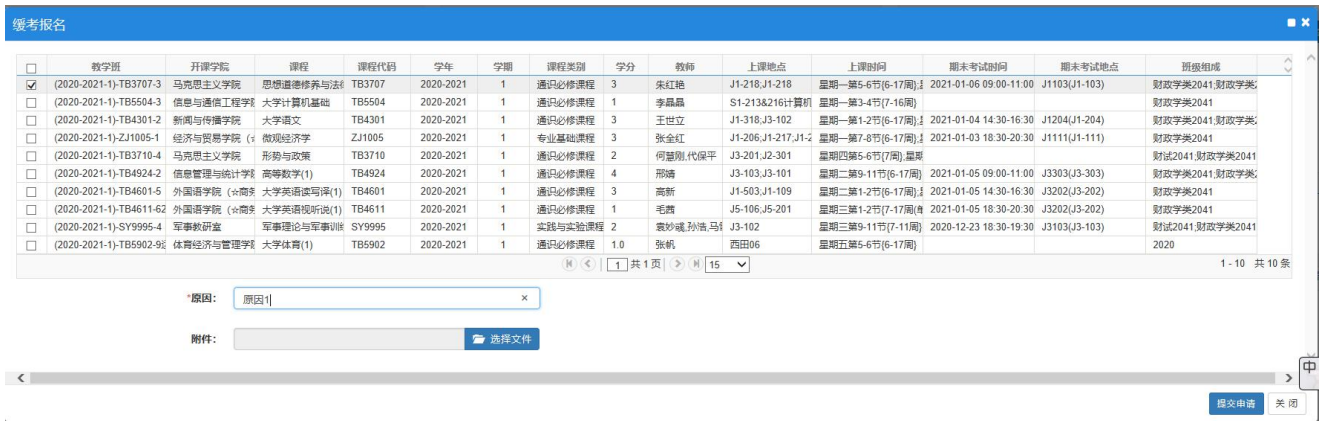 缓考报名
教学班 开课学院 课程 课程代码 学年 学期 课程类别 学分 教师 上课地点 上课时间 期末考试时间 期末考试地点 班级组成
(2020-2021-1)-TB3707-3 马克思主义学院 思想道德修养与法律 TB3707 2020-2021 1 通识必修课程 3 朱红艳 J1-218;J1-218 星期一第5-6节{6-17周}; 2021-01-06 09:00-11:00 J1103(J1-103) 财政学类2041;财政学类2
(2020-2021-1)-TB5504-3 信息与通信工程学院 大学计算机基础 TB5504 2020-2021 1 通识必修课程 1 李晶晶 S1-213&216计算机 星期一第3-4节{7-16周} 财政学类2041
(2020-2021-1)-TB4301-2 新闻与传播学院 大学语文 TB4301 2020-2021 1 通识必修课程 3 王世立 J1-318;J3-102 星期一第1-2节{6-17周}; 2021-01-04 14:30-16:30 J1204(J1-204) 财政学类2041;财政学类2
(2020-2021-1)-ZJ1005-1 经济与贸易学院 微观经济学 ZJ1005 2020-2021 1 专业基础课程 3 张全红 J1-206;J1-217;J1-2 星期一第7-8节{6-17周}; 2021-01-03 18:30-20:30 J1111(J1-111) 财政学类2041
(2020-2021-1)-TB3710-4 马克思主义学院 形势与政策 TB3710 2020-2021 1 通识必修课程 2 何慧刚,代保平 J3-201;J2-301 星期四第5-6节{7周};星期 财试2041;财政学类2041
(2020-2021-1)-TB4924-2 信息管理与统计学院 高等数学(1) TB4924 2020-2021 1 通识必修课程 4 邢婧 J3-103;J3-101 星期二第9-11节{6-17周} 2021-01-05 09:00-11:00 J3303(J3-303) 财政学类2041;财政学类2
(2020-2021-1)-TB4601-5 外国语学院（☆商务 大学英语读写译(1) TB4601 2020-2021 1 通识必修课程 3 高新 J1-503;J1-109 星期二第1-2节{6-17周}; 2021-01-05 14:30-16:30 J3202(J3-202) 财政学类2041
(2020-2021-1)-TB4611-62 外国语学院（☆商务 大学英语视听说(1) TB4611 2020-2021 1 通识必修课程 1 毛茜 J5-106;J5-201 星期三第1-2节{7-17周(单 2021-01-05 18:30-20:30 J3202(J3-202) 财政学类2041
(2020-2021-1)-SY9995-4 军事教研室 军事理论与军事训练 SY9995 2020-2021 1 实践与实验课程 2 J3-102 星期三第9-11节{7-11周} 2020-12-23 18:30-19:30 J3103(J3-103) 财试2041;财政学类2041
(2020-2021-1)-TB5902-9 体育经济与管理学院 大学体育(1) TB5902 2020-2021 1 通识必修课程 1.0 张帆 西田06 星期五第5-6节{6-17周} 2020
1 共1页 15 1 - 10 共 10 条
*原因： 原因1 ×
附件： 选择文件
中
提交申请 关 闭